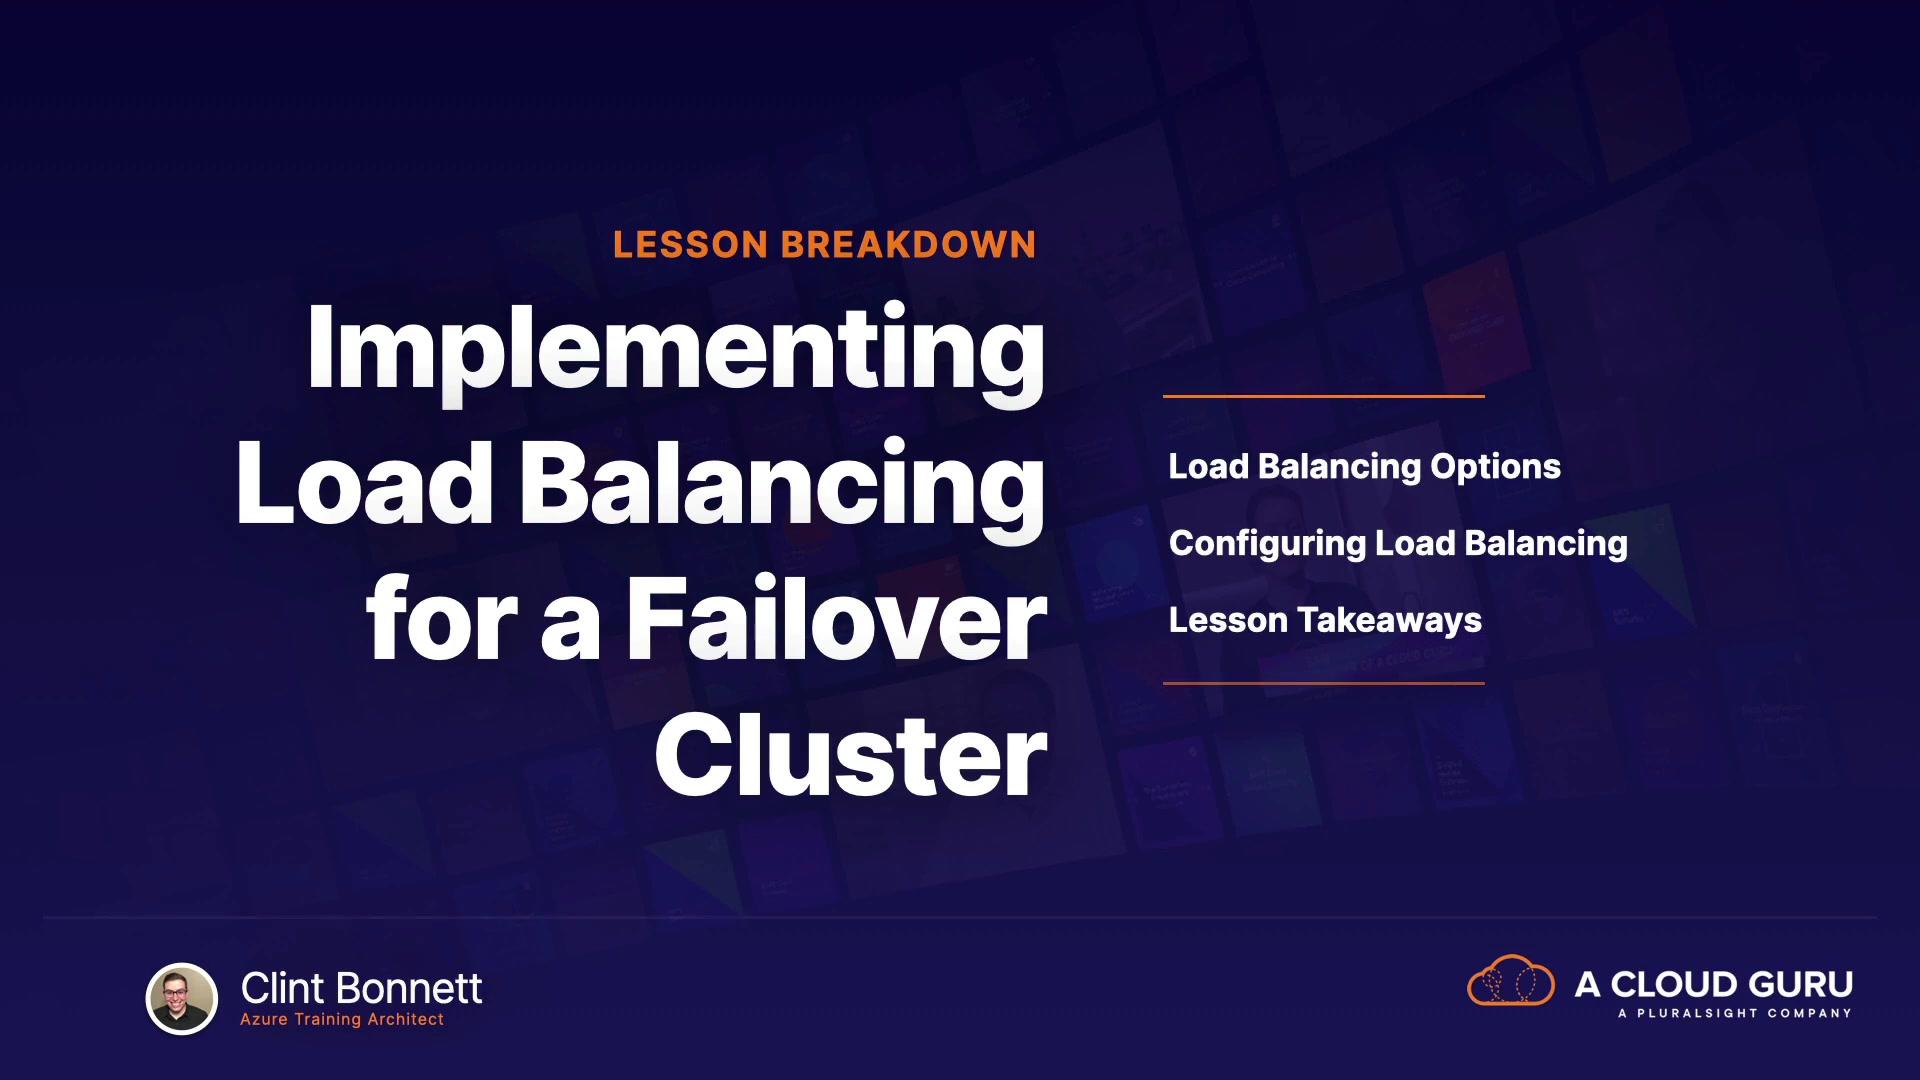 LESSON BREAKDOWN
Implementing
Load Balancing
for a Failover
Cluster
Load Balancing Options
Configuring Load Balancing
Lesson Takeaways
Clint Bonnett
Azure Training Architect
A CLOUD GURU
A PLURALSIGHT COMPANY